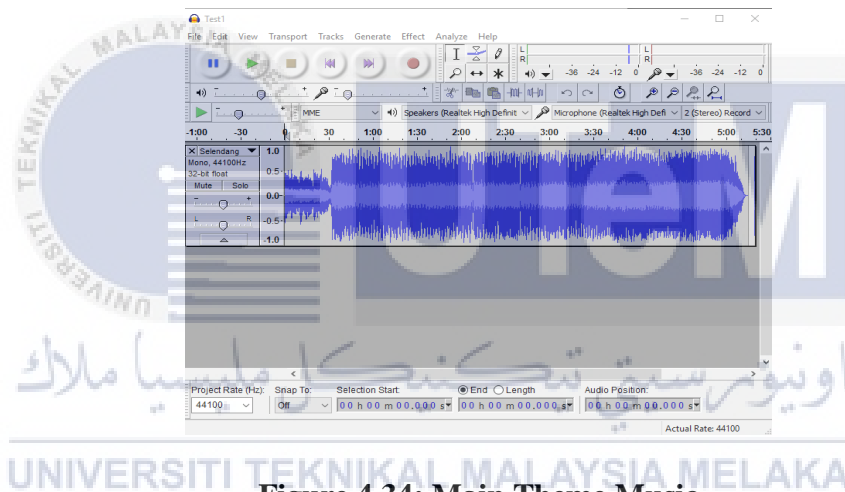 Test1
File Edit View Transport Tracks Generate Effect Analyze Help
L
R
-36 -24 -12 0
L
R
-36 -24 -12 0
MME
Speakers (Realtek High Definit
Microphone (Realtek High Defi
2 (Stereo) Record
-1:00 -30 0 30 1:00 1:30 2:00 2:30 3:00 3:30 4:00 4:30 5:00 5:30
X Selendang
Mono, 44100Hz
32-bit float
Mute Solo
- +
L R
1.0
0.5
0.0
-0.5
-1.0
Project Rate (Hz): Snap To: Selection Start: End Length Audio Position:
44100 Off 00 h 00 m 00.000 s 00 h 00 m 00.000 s 00 h 00 m 00.000 s
Actual Rate: 44100
UNIVERSITI TEKNIKAL MALAYSIA MELAKA
اونيورسيتي تيكنيكل مليسيا ملاك
UTeM
Figure 4.34: Main Theme Music